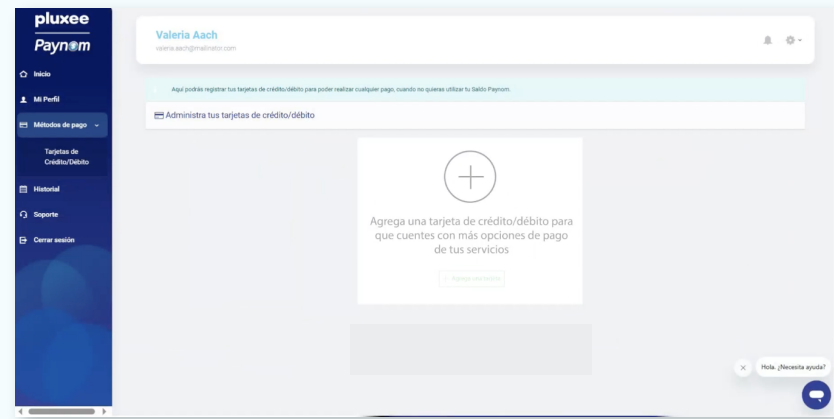 pluxee
Paynom
Inicio
Mi Perfil
Métodos de pago
Tarjetas de
Crédito/Débito
Historial
Soporte
Cerrar sesión
Valeria Aach
valeria.aach@mailinator.com
Aquí podrás registrar tus tarjetas de crédito/débito para poder realizar cualquier pago, cuando no quieras utilizar tu Saldo Paynom.
Administra tus tarjetas de crédito/débito
Agrega una tarjeta de crédito/débito para
que cuentes con más opciones de pago
de tus servicios
Hola. ¿Necesita ayuda?